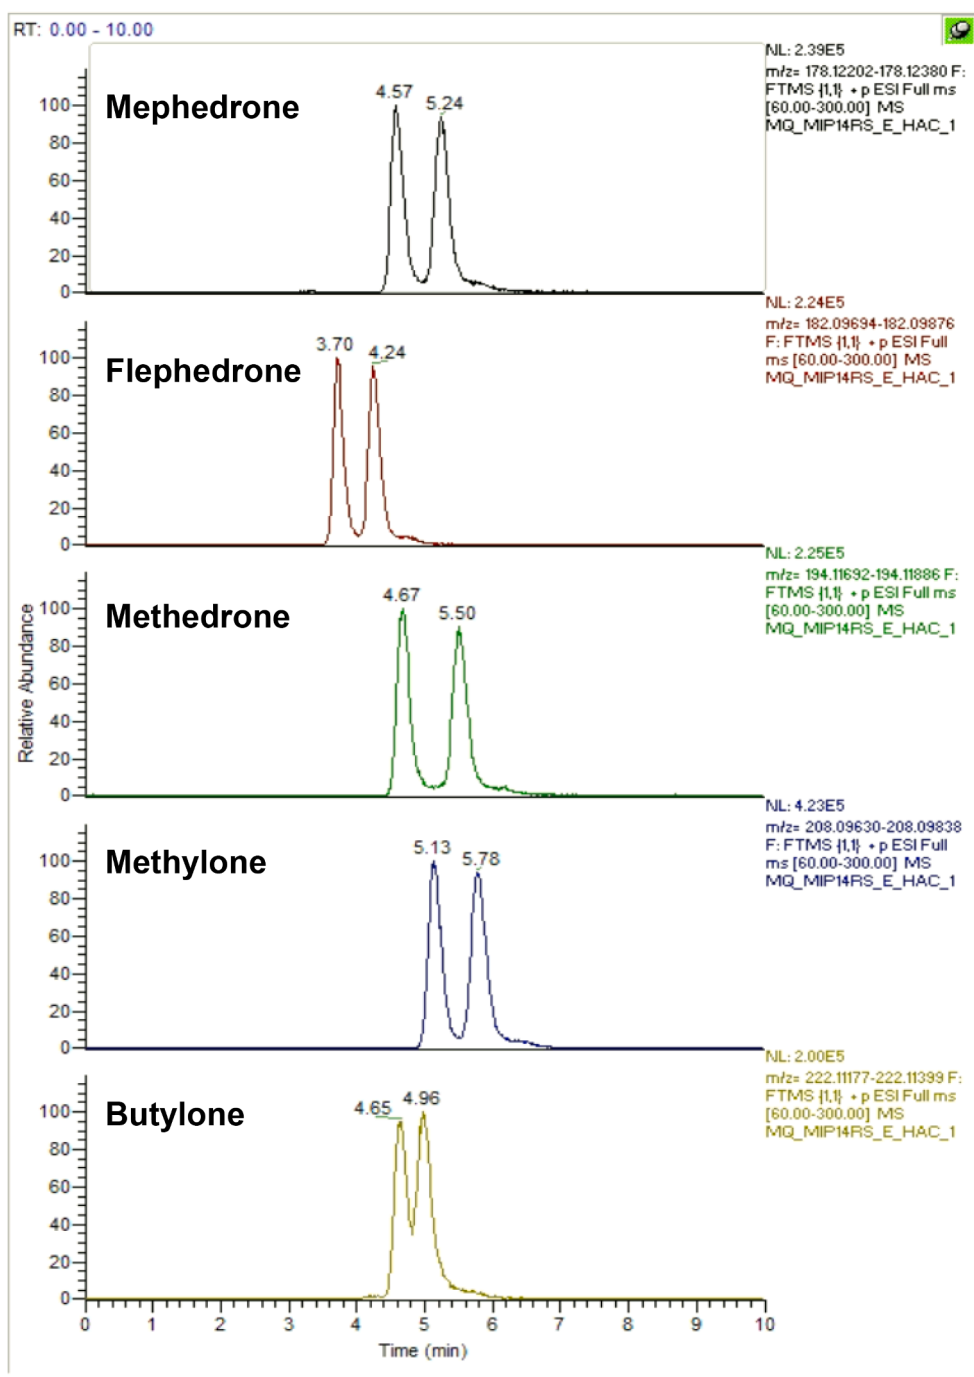 RT: 0.00 - 10.00
NL: 2.39E5
m/z= 178.12202-178.12380 F:
FTMS {1,1} + p ESI Full ms
[60.00-300.00] MS
MQ_MIP14RS_E_HAC_1
Mephedrone
4.57
5.24
100
80
60
40
20
0
NL: 2.24E5
m/z= 182.09694-182.09876
F: FTMS {1,1} + p ESI Full
ms [60.00-300.00] MS
MQ_MIP14RS_E_HAC_1
Flephedrone
3.70
4.24
100
80
60
40
20
0
NL: 2.25E5
m/z= 194.11692-194.11886 F:
FTMS {1,1} + p ESI Full ms
[60.00-300.00] MS
MQ_MIP14RS_E_HAC_1
Methedrone
4.67
5.50
100
80
60
40
20
0
Relative Abundance
NL: 4.23E5
m/z= 208.09630-208.09838
F: FTMS {1,1} + p ESI Full
ms [60.00-300.00] MS
MQ_MIP14RS_E_HAC_1
Methylone
5.13
5.78
100
80
60
40
20
0
NL: 2.00E5
m/z= 222.11177-222.11399 F:
FTMS {1,1} + p ESI Full ms
[60.00-300.00] MS
MQ_MIP14RS_E_HAC_1
Butylone
4.65
4.96
100
80
60
40
20
0
0 1 2 3 4 5 6 7 8 9 10
Time (min)